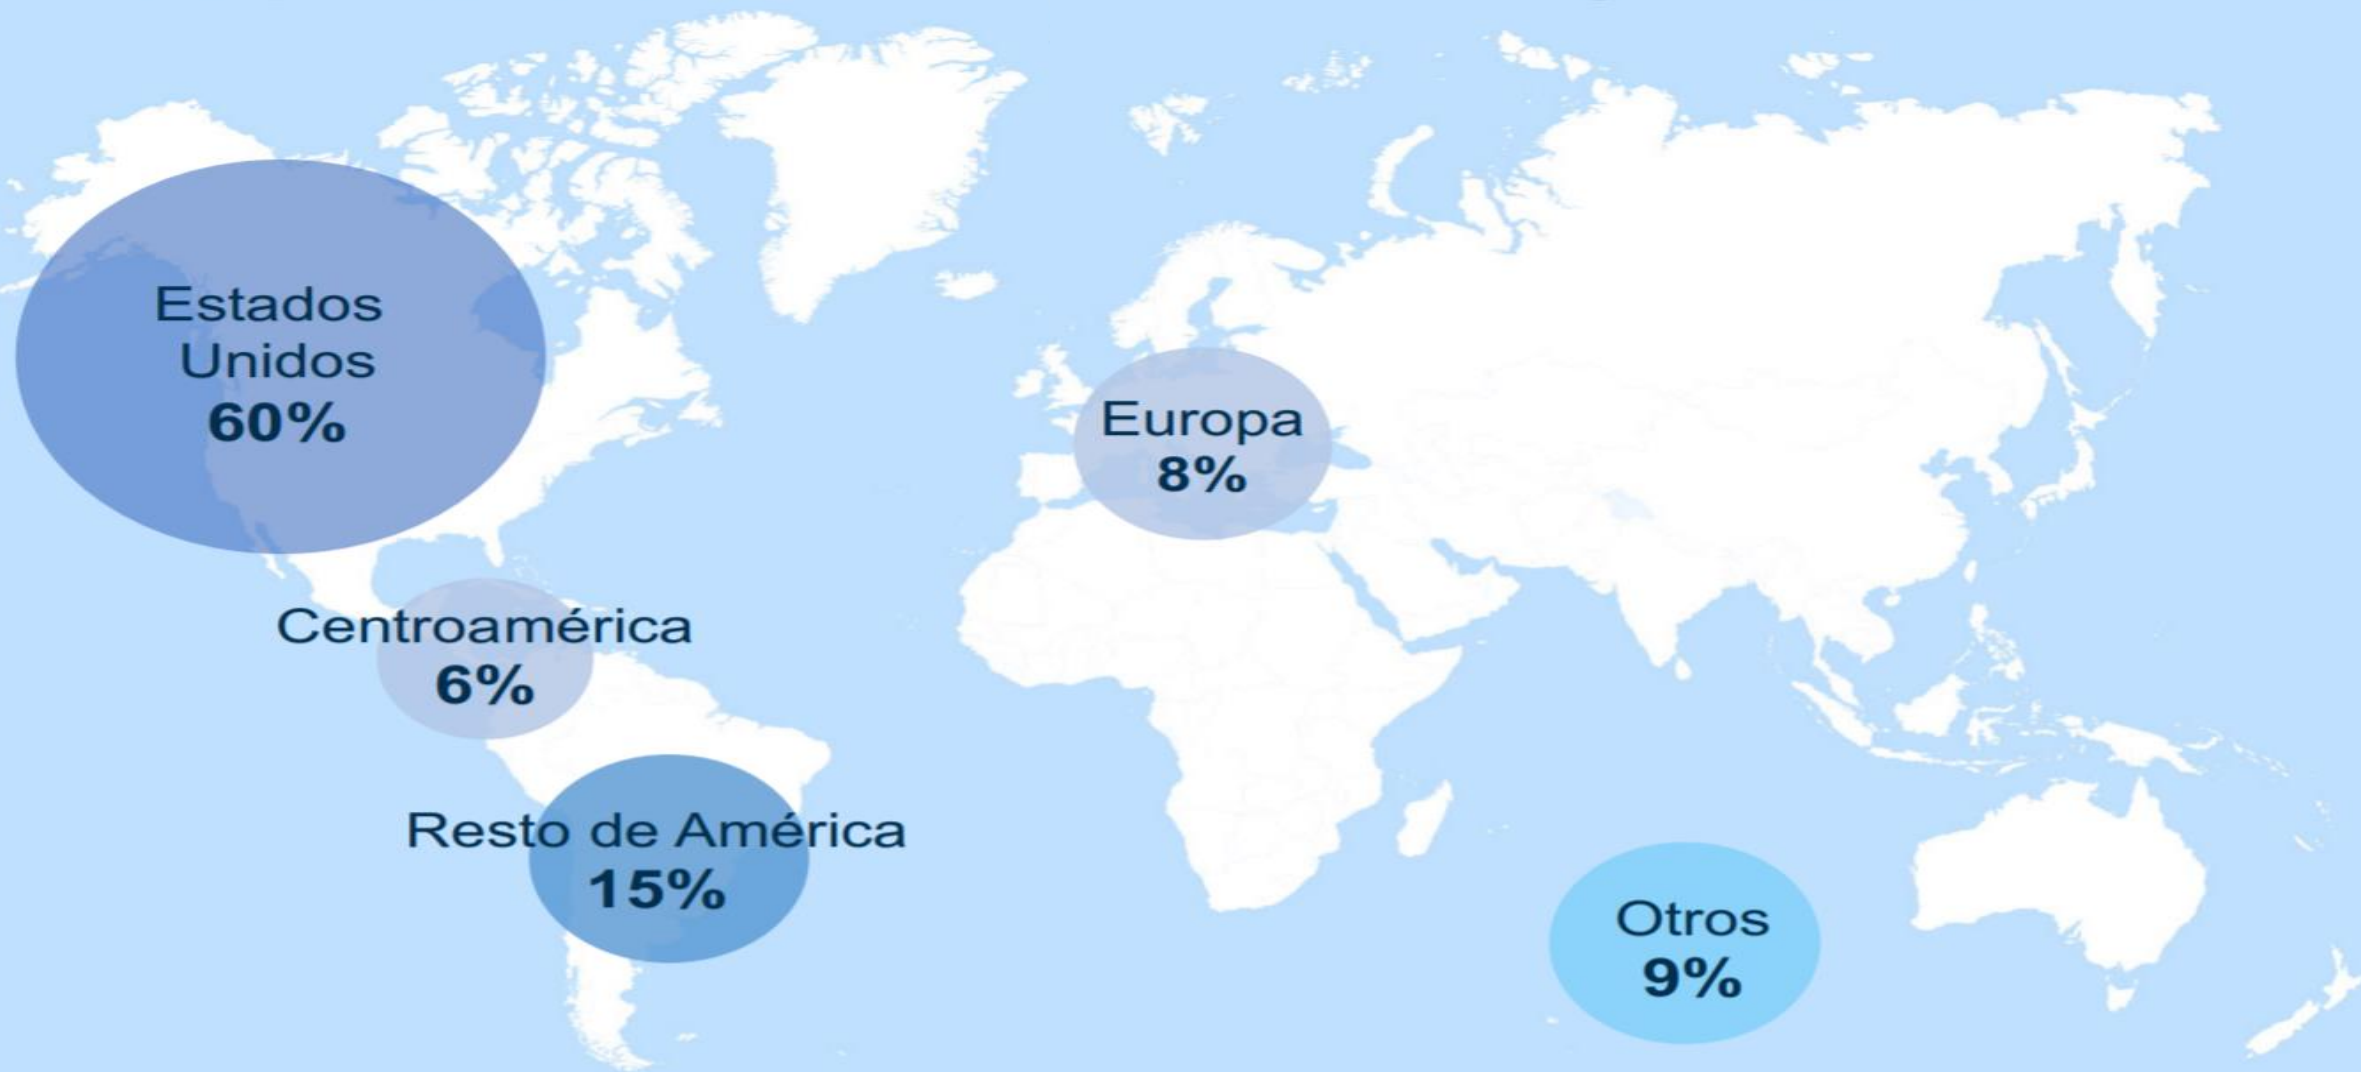 Estados
Unidos
60%
Europa
8%
Centroamérica
6%
Resto de América
15%
Otros
9%